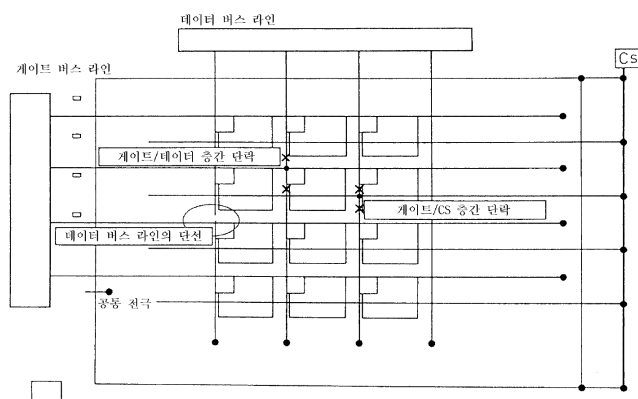 데이터 버스 라인
Cs
게이트 버스 라인
게이트/테이터 층간 단락
게이트/CS 층간 단락
데이터 버스 라인의 단선
공통 전극